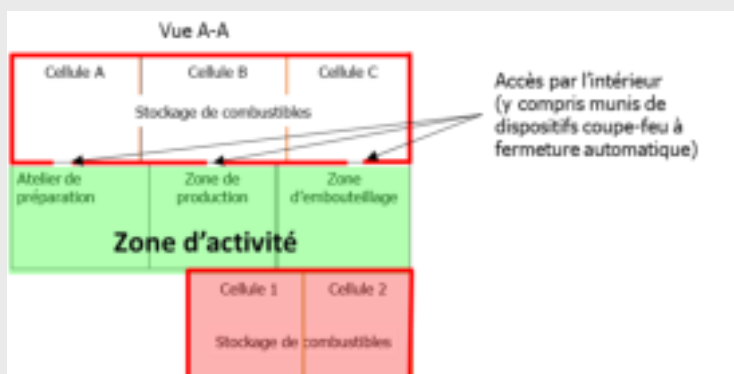 Vue A-A
Cellule A Cellule B Cellule C
Stockage de combustibles
Accès par l'intérieur
(y compris munis de
dispositifs coupe-feu à
fermeture automatique)
Atelier de préparation
Zone de production
Zone d'embouteillage
Zone d'activité
Cellule 1 Cellule 2
Stockage de combustibles